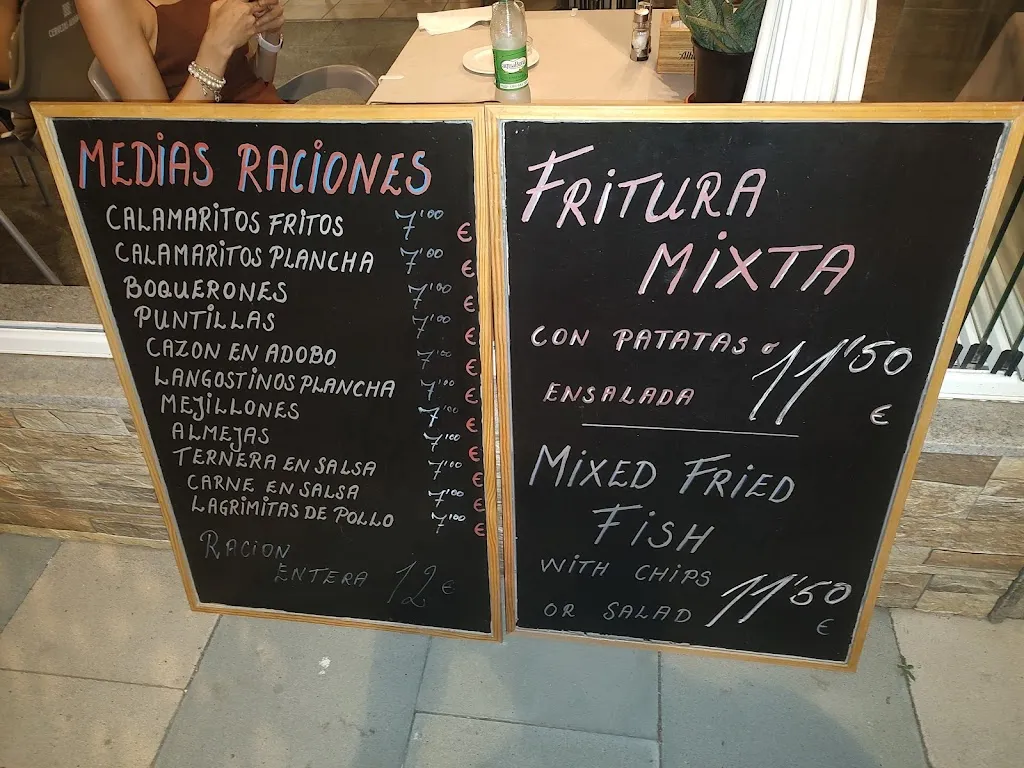 MEDIAS RACIONES
CALAMARITOS FRITOS 7'00 €
CALAMARITOS PLANCHA 7'00 €
BOQUERONES 7'00 €
PUNTILLAS 7'00 €
CAZON EN ADOBO 7'00 €
LANGOSTINOS PLANCHA 7'00 €
MEJILLONES 7'00 €
ALMEJAS 7'00 €
TERNERA EN SALSA 7'00 €
CARNE EN SALSA 7'00 €
LAGRIMITAS DE POLLO 7'00 €
RACION
ENTERA 12 €
FRITURA
MIXTA
CON PATATAS o
ENSALADA 11'50 €
MIXED FRIED
FISH
WITH CHIPS
OR SALAD 11'50 €